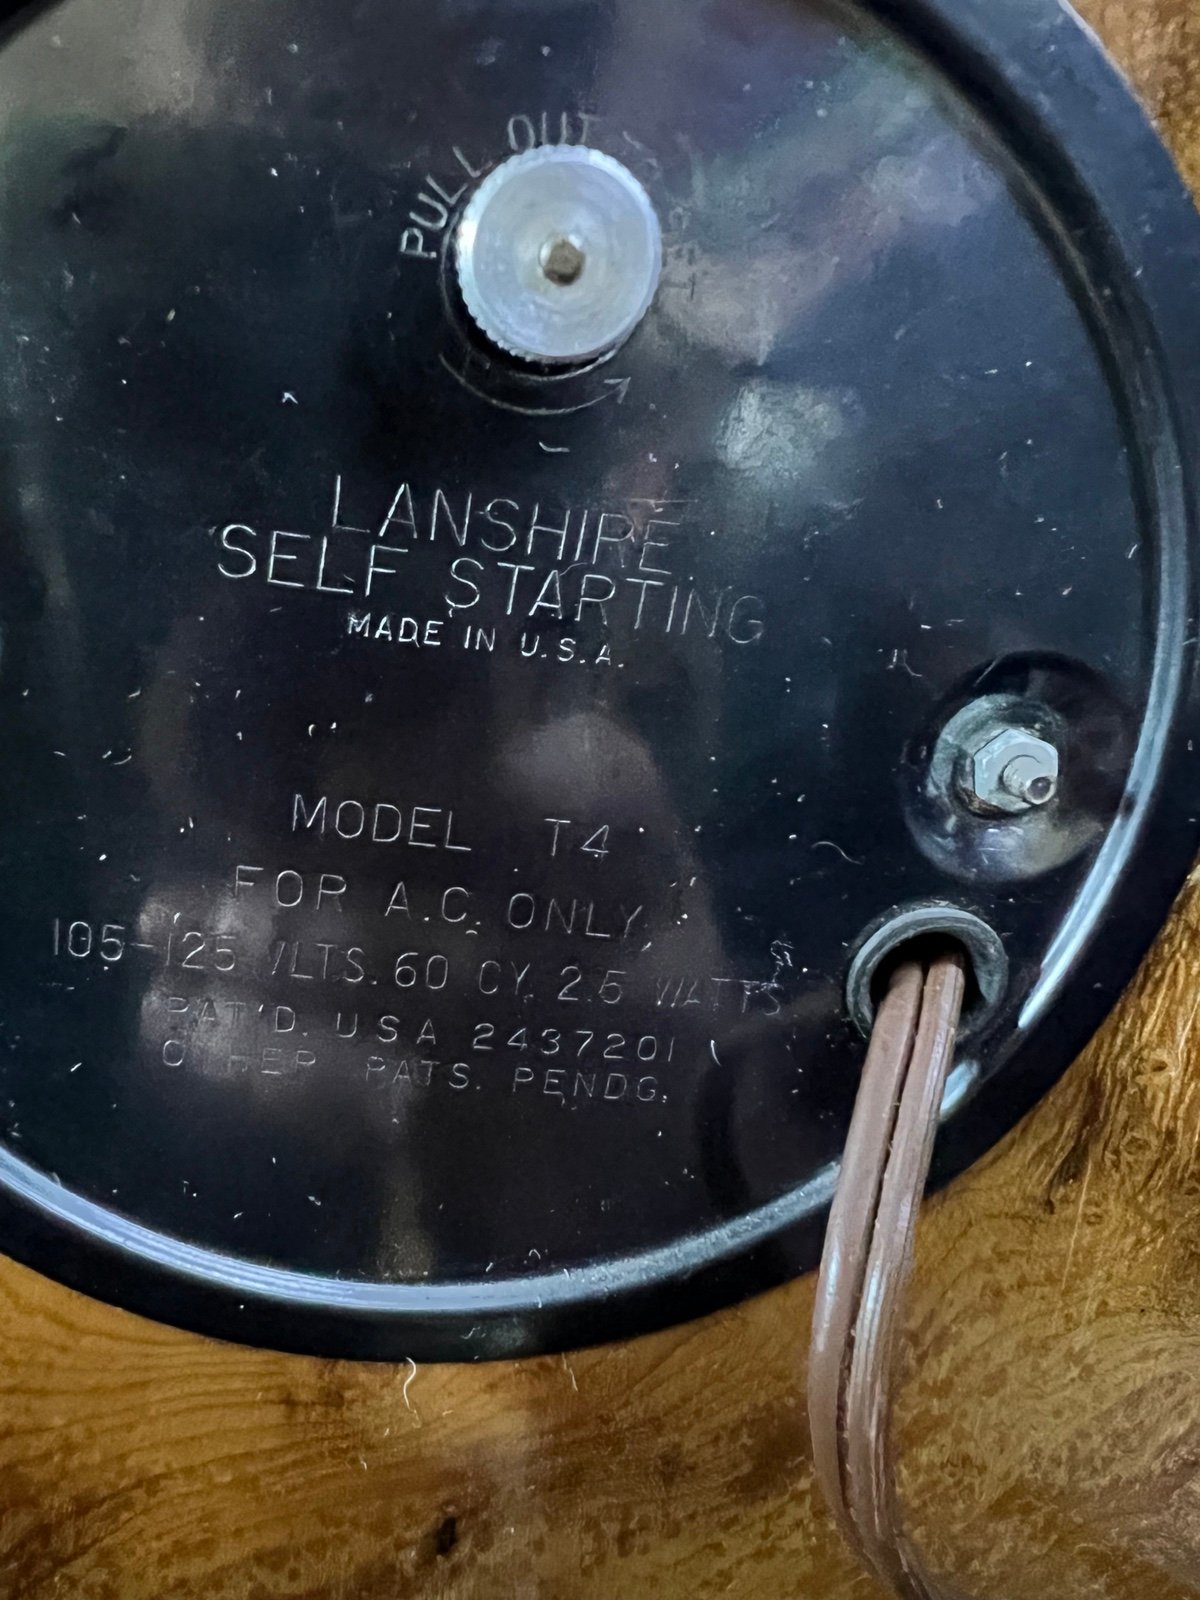 PULL OUT
LANSHIRE
SELF STARTING
MADE IN U.S.A.
MODEL T4
FOR A.C. ONLY
105-125 VLTS. 60 CY. 2.5 WATTS
PAT'D. USA 2437201
OTHER PATS. PENDG.